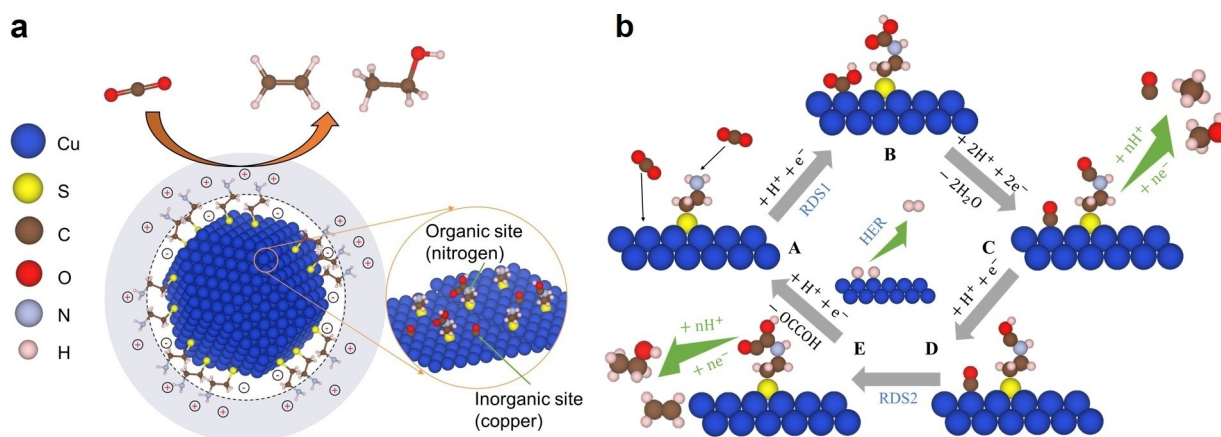 a
Cu
S
C
O
N
H
Organic site
(nitrogen)
Inorganic site
(copper)
b
+ H⁺ + e⁻
RDS1
B
+ 2H⁺ + 2e⁻
− 2H₂O
+ nH⁺
+ ne⁻
A
HER
C
+ H⁺ + e⁻
− OCCOH
+ H⁺ + e⁻
+ nH⁺
+ ne⁻
E
D
RDS2